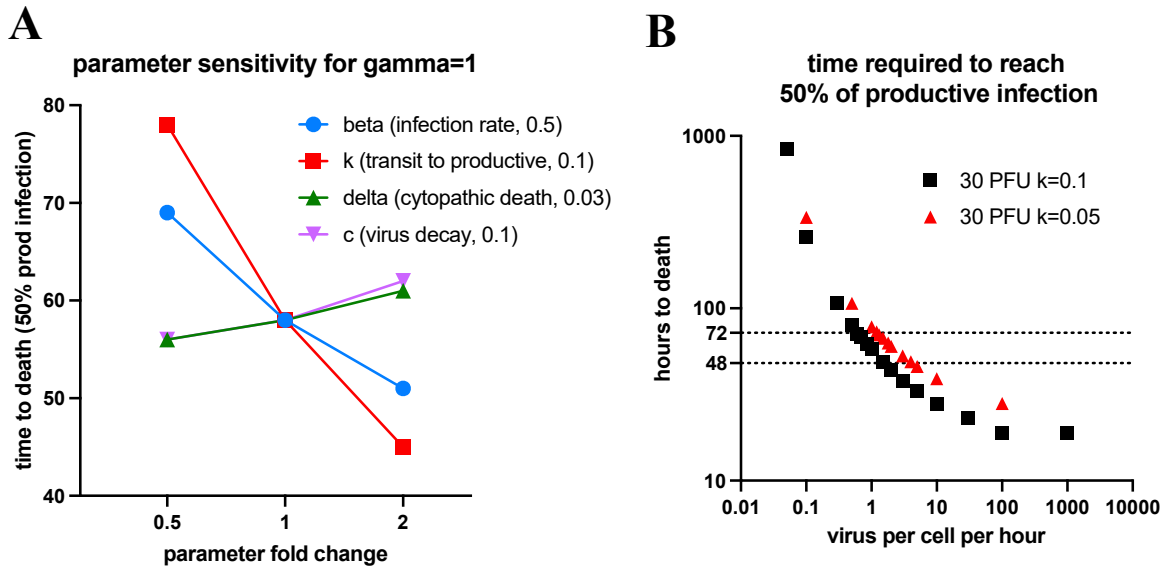 A
parameter sensitivity for gamma=1
time to death (50% prod infection)
80
70
60
50
40
beta (infection rate, 0.5)
k (transit to productive, 0.1)
delta (cytopathic death, 0.03)
c (virus decay, 0.1)
0.5
1
2
parameter fold change
B
time required to reach
50% of productive infection
hours to death
1000
100
72
48
10
30 PFU k=0.1
30 PFU k=0.05
0.01
0.1
1
10
100
1000
10000
virus per cell per hour